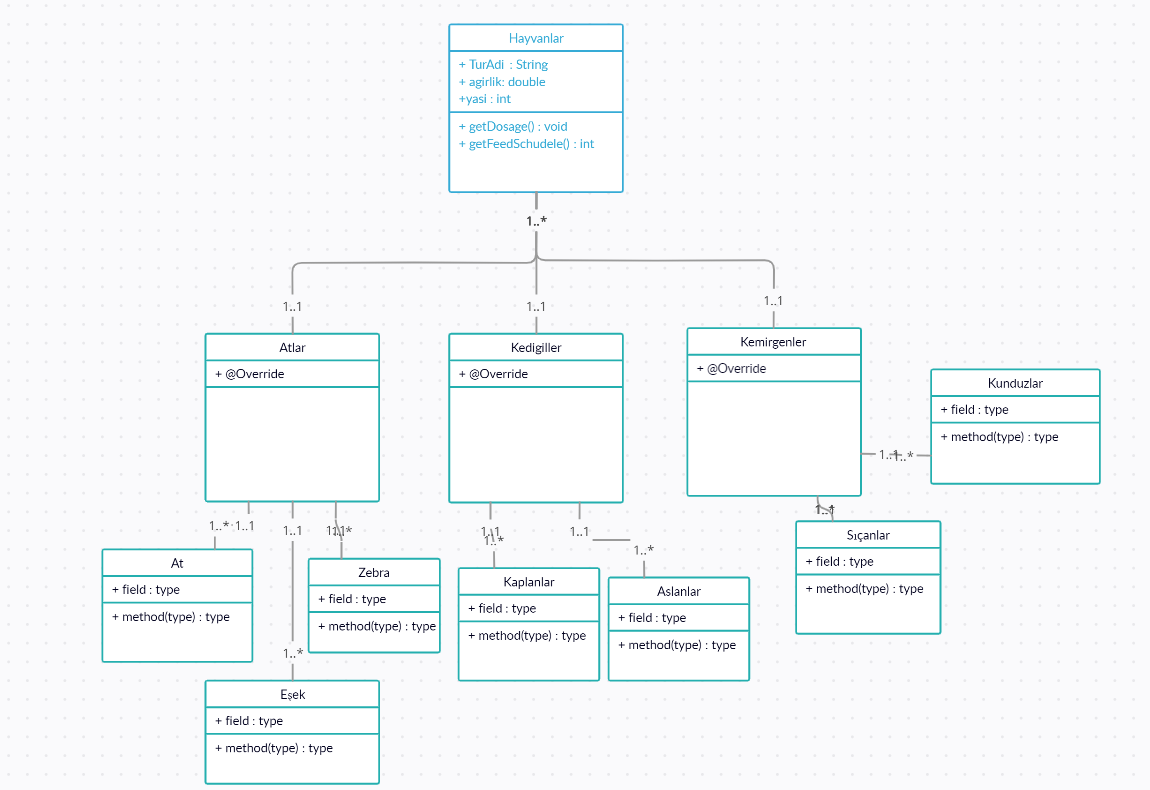 Hayvanlar
+ TurAdi : String
+ agirlik: double
+yasi : int
+ getDosage() : void
+ getFeedSchudele() : int
1..*
1..1
1..1
1..1
Atlar
+ @Override
Kedigiller
+ @Override
Kemirgenler
+ @Override
Kunduzlar
+ field : type
+ method(type) : type
1..1
1..*
1..*
1..*
1..1
1..1
1..1
1..*
1..1
1..*
1..1
1..*
At
+ field : type
+ method(type) : type
Zebra
+ field : type
+ method(type) : type
Kaplanlar
+ field : type
+ method(type) : type
Aslanlar
+ field : type
+ method(type) : type
Sıçanlar
+ field : type
+ method(type) : type
1..*
Eşek
+ field : type
+ method(type) : type